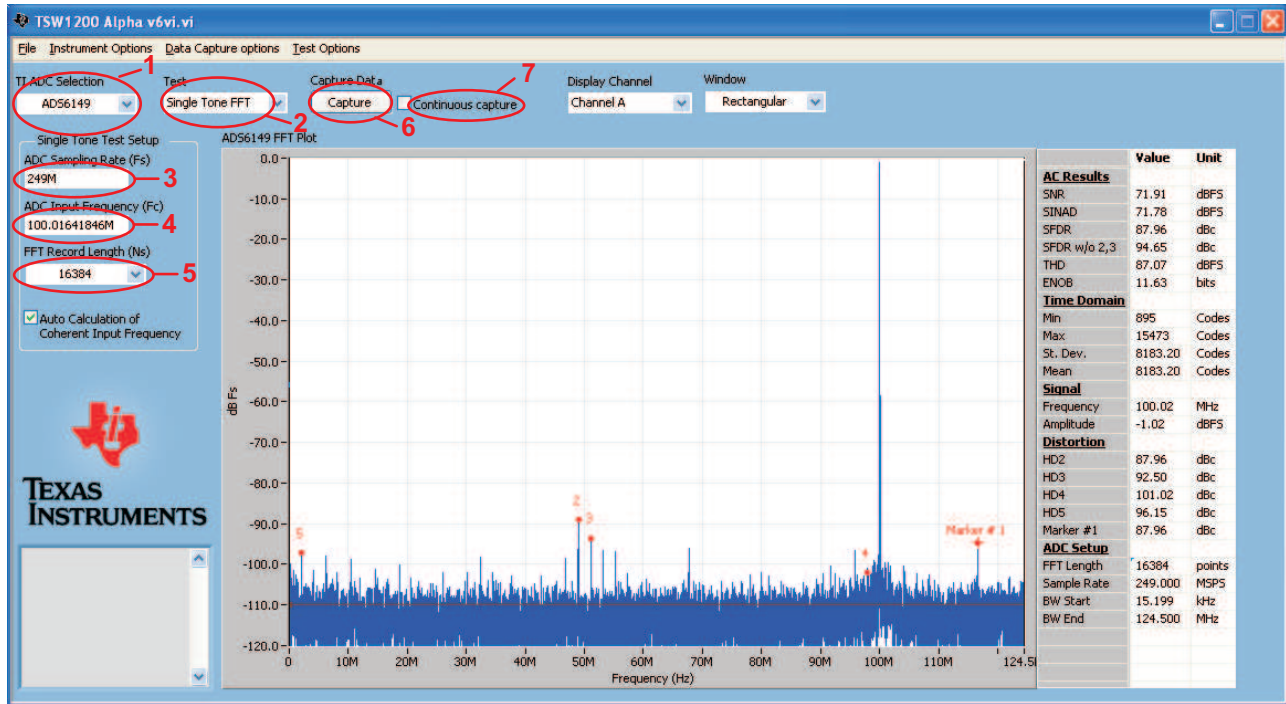 TSW1200 Alpha v6vi.vi
File Instrument Options Data Capture options Test Options
1
7
TI ADC Selection Test Capture Data Display Channel Window
ADS6149 Single Tone FFT Capture Continuous capture Channel A Rectangular
2
6
Single Tone Test Setup
ADC Sampling Rate (Fs)
249M
3
ADC Input Frequency (Fc)
100.01641846M
4
FFT Record Length (Ns)
16384
5
Auto Calculation of
Coherent Input Frequency
TEXAS
INSTRUMENTS
ADS6149 FFT Plot
dB Fs
0.0
-10.0
-20.0
-30.0
-40.0
-50.0
-60.0
-70.0
-80.0
-90.0
-100.0
-110.0
-120.0
5
2
3
4
Marker # 1
0 10M 20M 30M 40M 50M 60M 70M 80M 90M 100M 110M 124.5
Frequency (Hz)
Value Unit
AC Results
SNR 71.91 dBFS
SINAD 71.78 dBFS
SFDR 87.96 dBc
SFDR w/o 2,3 94.65 dBc
THD 87.07 dBFS
ENOB 11.63 bits
Time Domain
Min 895 Codes
Max 15473 Codes
St. Dev. 8183.20 Codes
Mean 8183.20 Codes
Signal
Frequency 100.02 MHz
Amplitude -1.02 dBFS
Distortion
HD2 87.96 dBc
HD3 92.50 dBc
HD4 101.02 dBc
HD5 96.15 dBc
Marker #1 87.96 dBc
ADC Setup
FFT Length 16384 points
Sample Rate 249.000 MSPS
BW Start 15.199 kHz
BW End 124.500 MHz